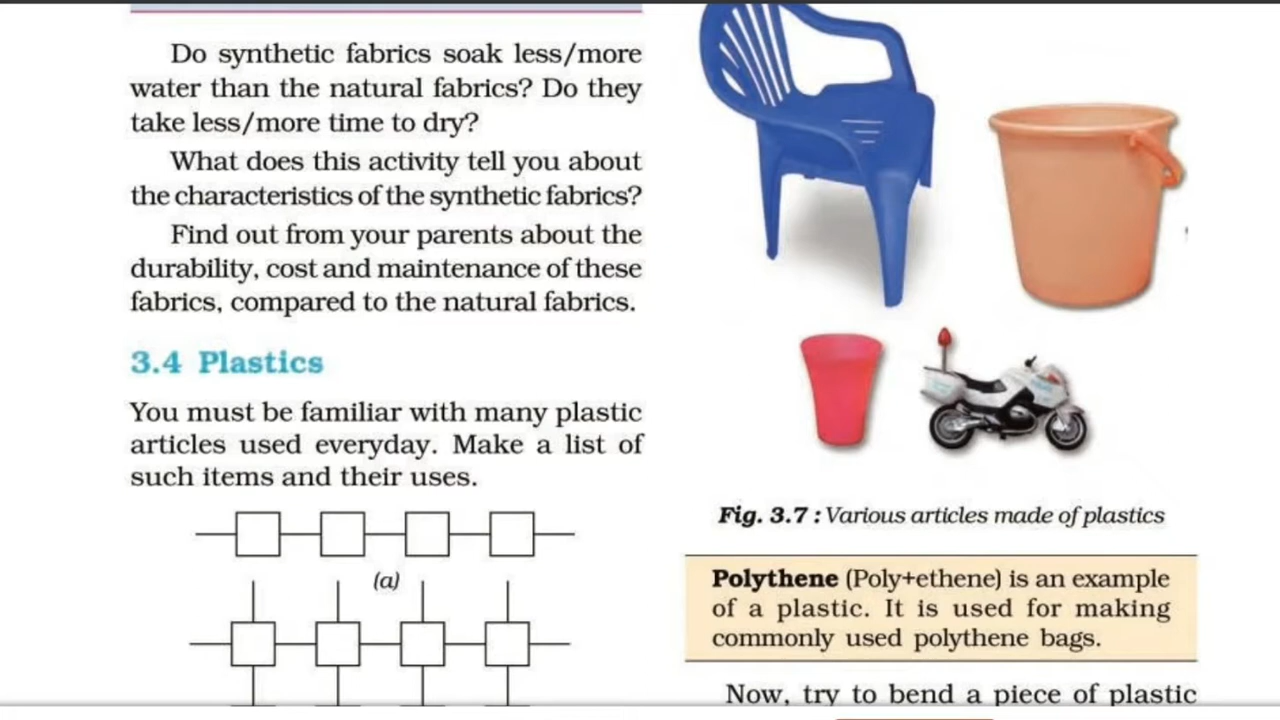 Do synthetic fabrics soak less/more
water than the natural fabrics? Do they
take less/more time to dry?
What does this activity tell you about
the characteristics of the synthetic fabrics?
Find out from your parents about the
durability, cost and maintenance of these
fabrics, compared to the natural fabrics.
3.4 Plastics
You must be familiar with many plastic
articles used everyday. Make a list of
such items and their uses.
(a)
Fig. 3.7 : Various articles made of plastics
Polythene (Poly+ethene) is an example
of a plastic. It is used for making
commonly used polythene bags.
Now, try to bend a piece of plastic